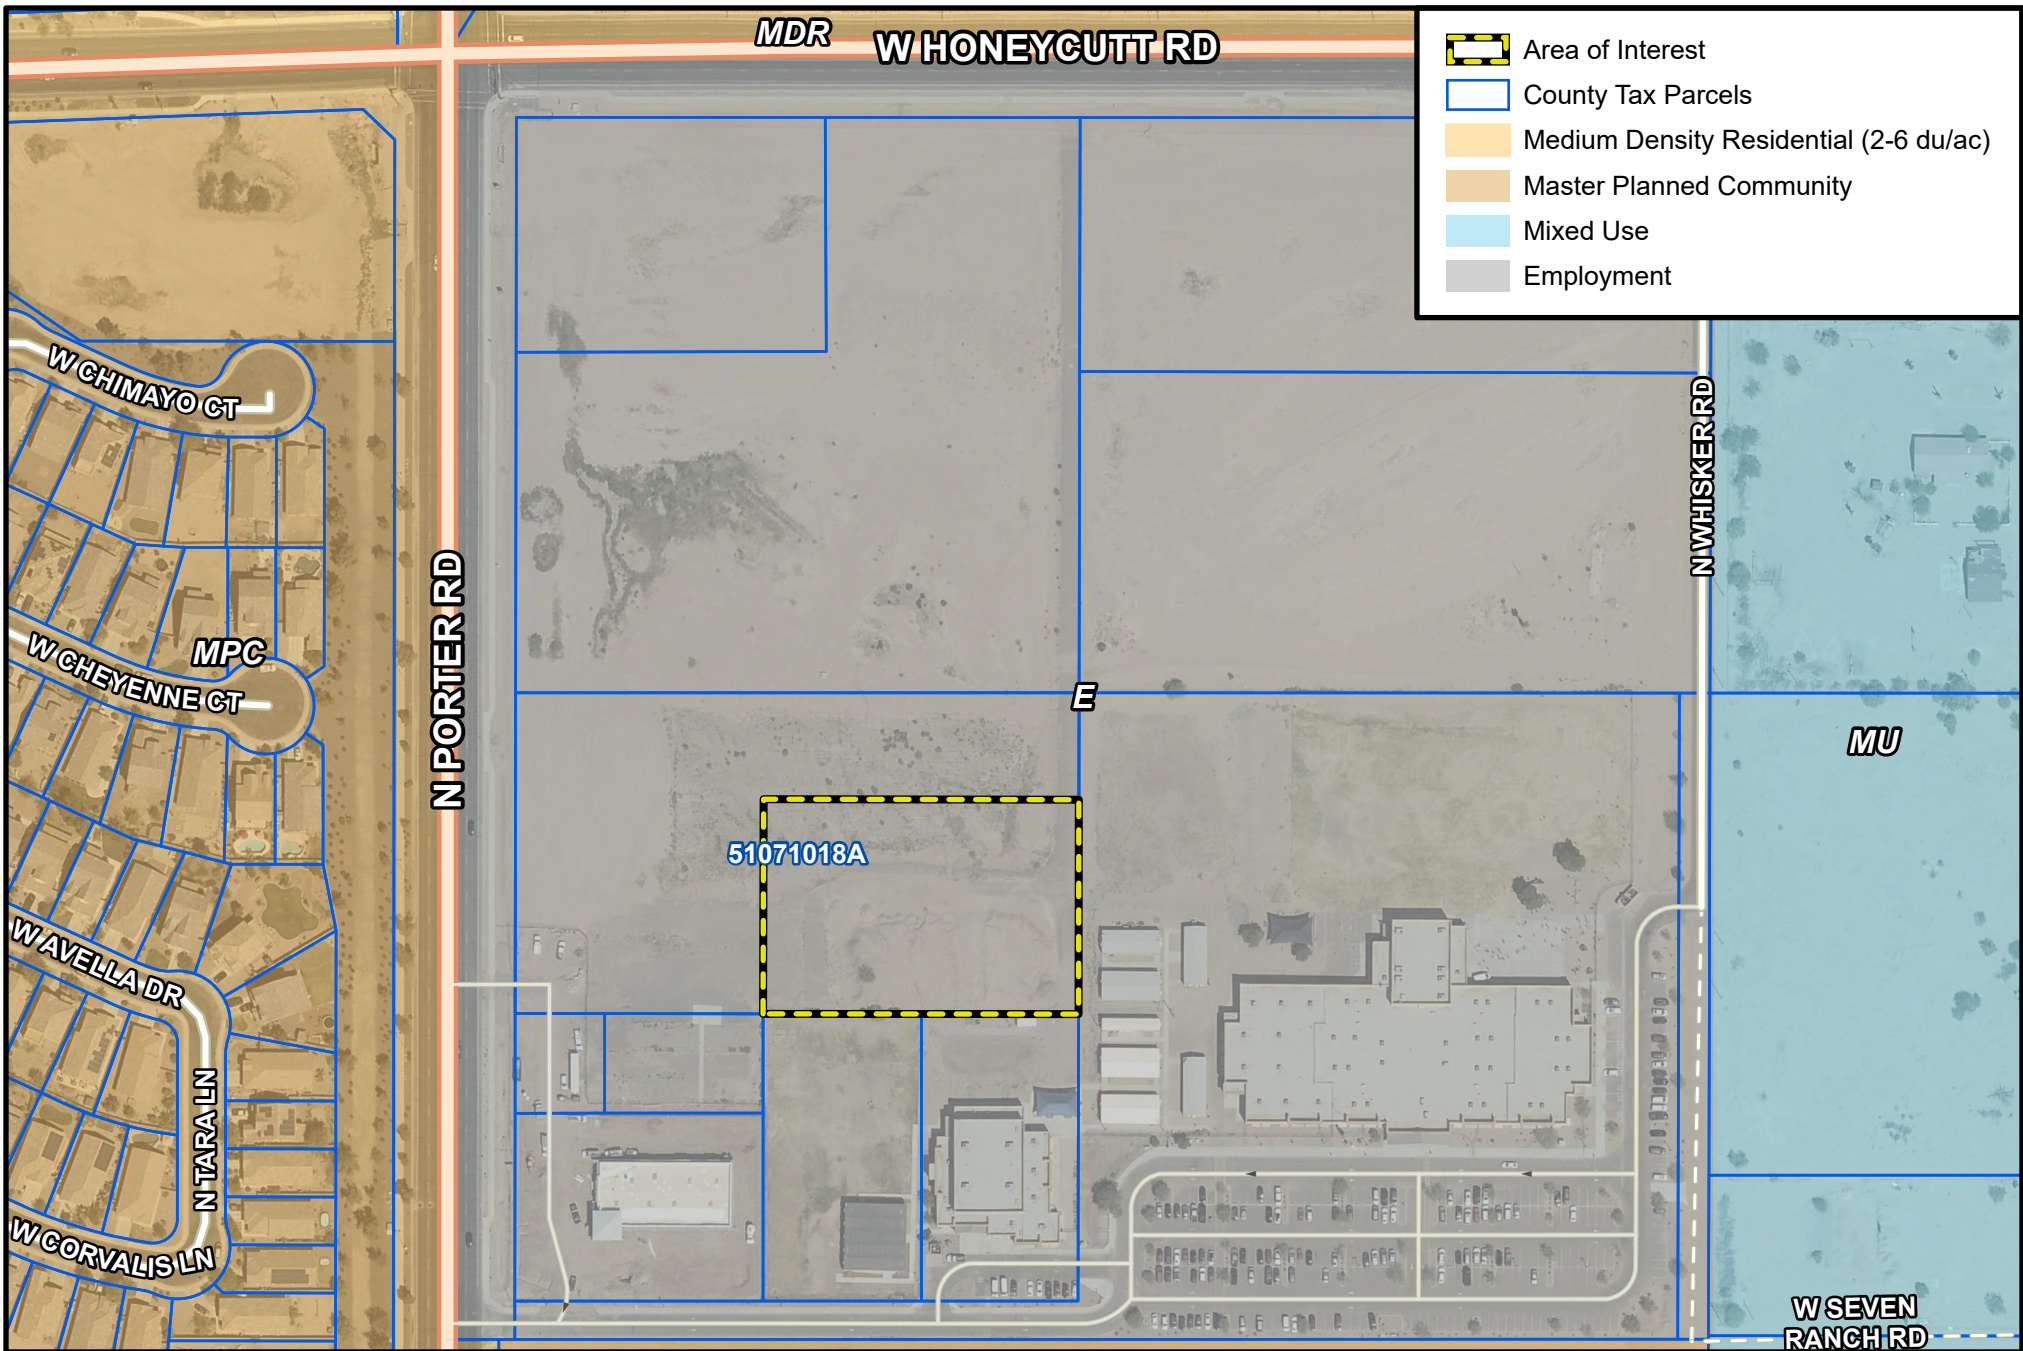 MDR
W HONEYCUTT RD
Area of Interest
County Tax Parcels
Medium Density Residential (2-6 du/ac)
Master Planned Community
Mixed Use
Employment
W CHIMAYO CT
N WHISKER RD
N PORTER RD
MPC
W CHEYENNE CT
E
MU
51071018A
W AVELLA DR
N TARA LN
W CORVALIS LN
W SEVEN
RANCH RD